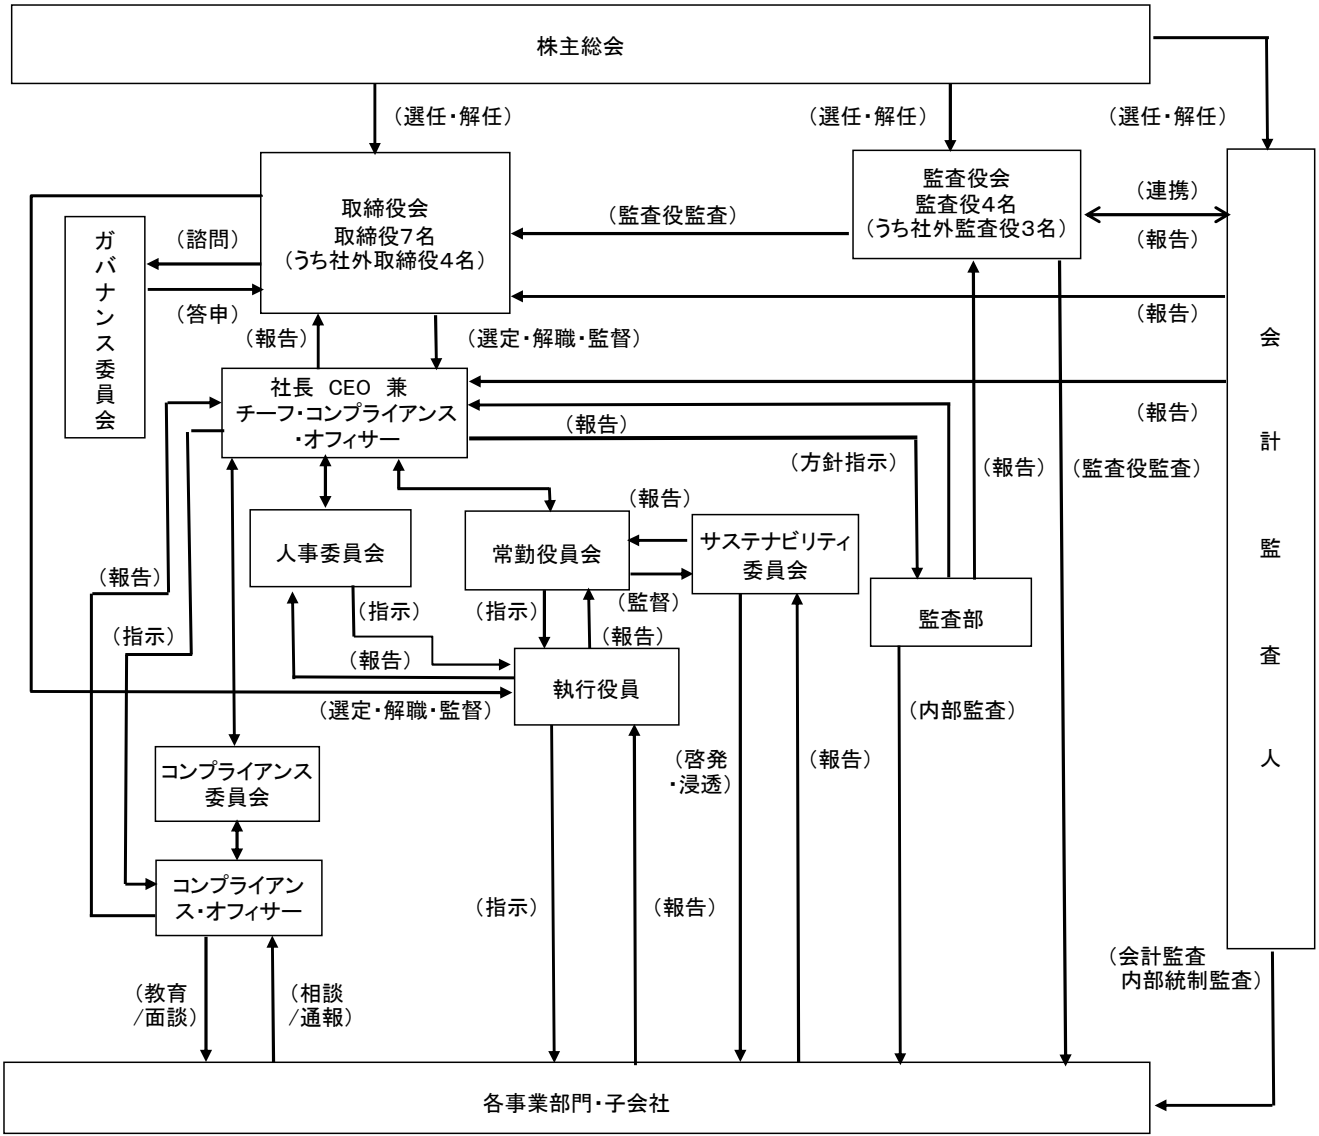 株主総会
（選任・解任）
（選任・解任）
（選任・解任）
取締役会
取締役７名
（うち社外取締役４名）
監査役会
監査役４名
（うち社外監査役３名）
（連携）
（報告）
（監査役監査）
ガバナンス委員会
（諮問）
（答申）
（報告）
（選定・解職・監督）
（報告）
会計監査人
社長　CEO　兼
チーフ・コンプライアンス
・オフィサー
（報告）
（報告）
（方針指示）
（報告）
（監査役監査）
人事委員会
常勤役員会
（報告）
サステナビリティ
委員会
（監督）
監査部
（報告）
（指示）
（指示）
（指示）
（報告）
（報告）
執行役員
（選定・解職・監督）
（内部監査）
コンプライアンス
委員会
（啓発
・浸透）
（報告）
コンプライアン
ス・オフィサー
（指示）
（報告）
（会計監査
内部統制監査）
（教育
/面談）
（相談
/通報）
各事業部門・子会社